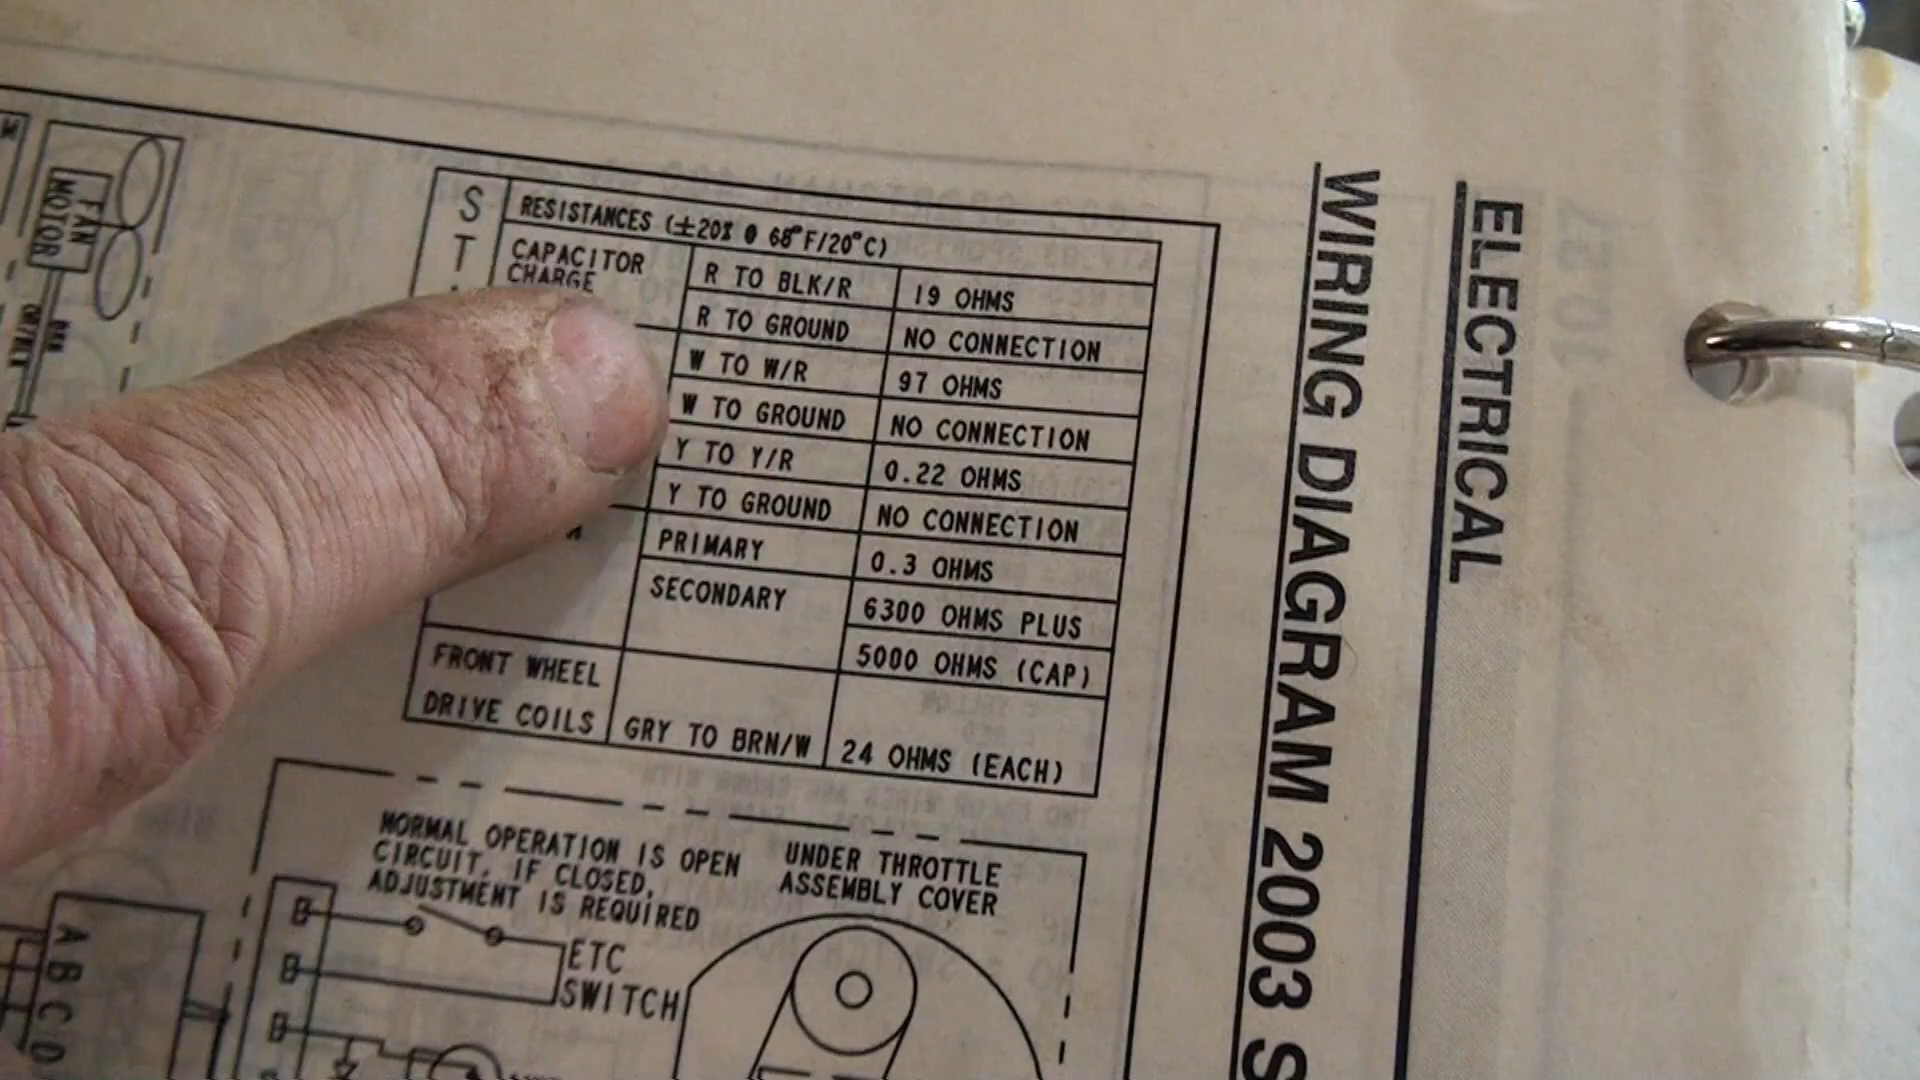 ELECTRICAL
WIRING DIAGRAM 2003 S
10.27
S
T
RESISTANCES (±20% @ 68°F/20°C)
CAPACITOR
CHARGE
R TO BLK/R 19 OHMS
R TO GROUND NO CONNECTION
W TO W/R 97 OHMS
W TO GROUND NO CONNECTION
Y TO Y/R 0.22 OHMS
Y TO GROUND NO CONNECTION
PRIMARY 0.3 OHMS
SECONDARY 6300 OHMS PLUS
5000 OHMS (CAP)
FRONT WHEEL
DRIVE COILS GRY TO BRN/W 24 OHMS (EACH)
FAN
MOTOR
NORMAL OPERATION IS OPEN
CIRCUIT, IF CLOSED,
ADJUSTMENT IS REQUIRED
UNDER THROTTLE
ASSEMBLY COVER
ETC
SWITCH
A
B
C
D